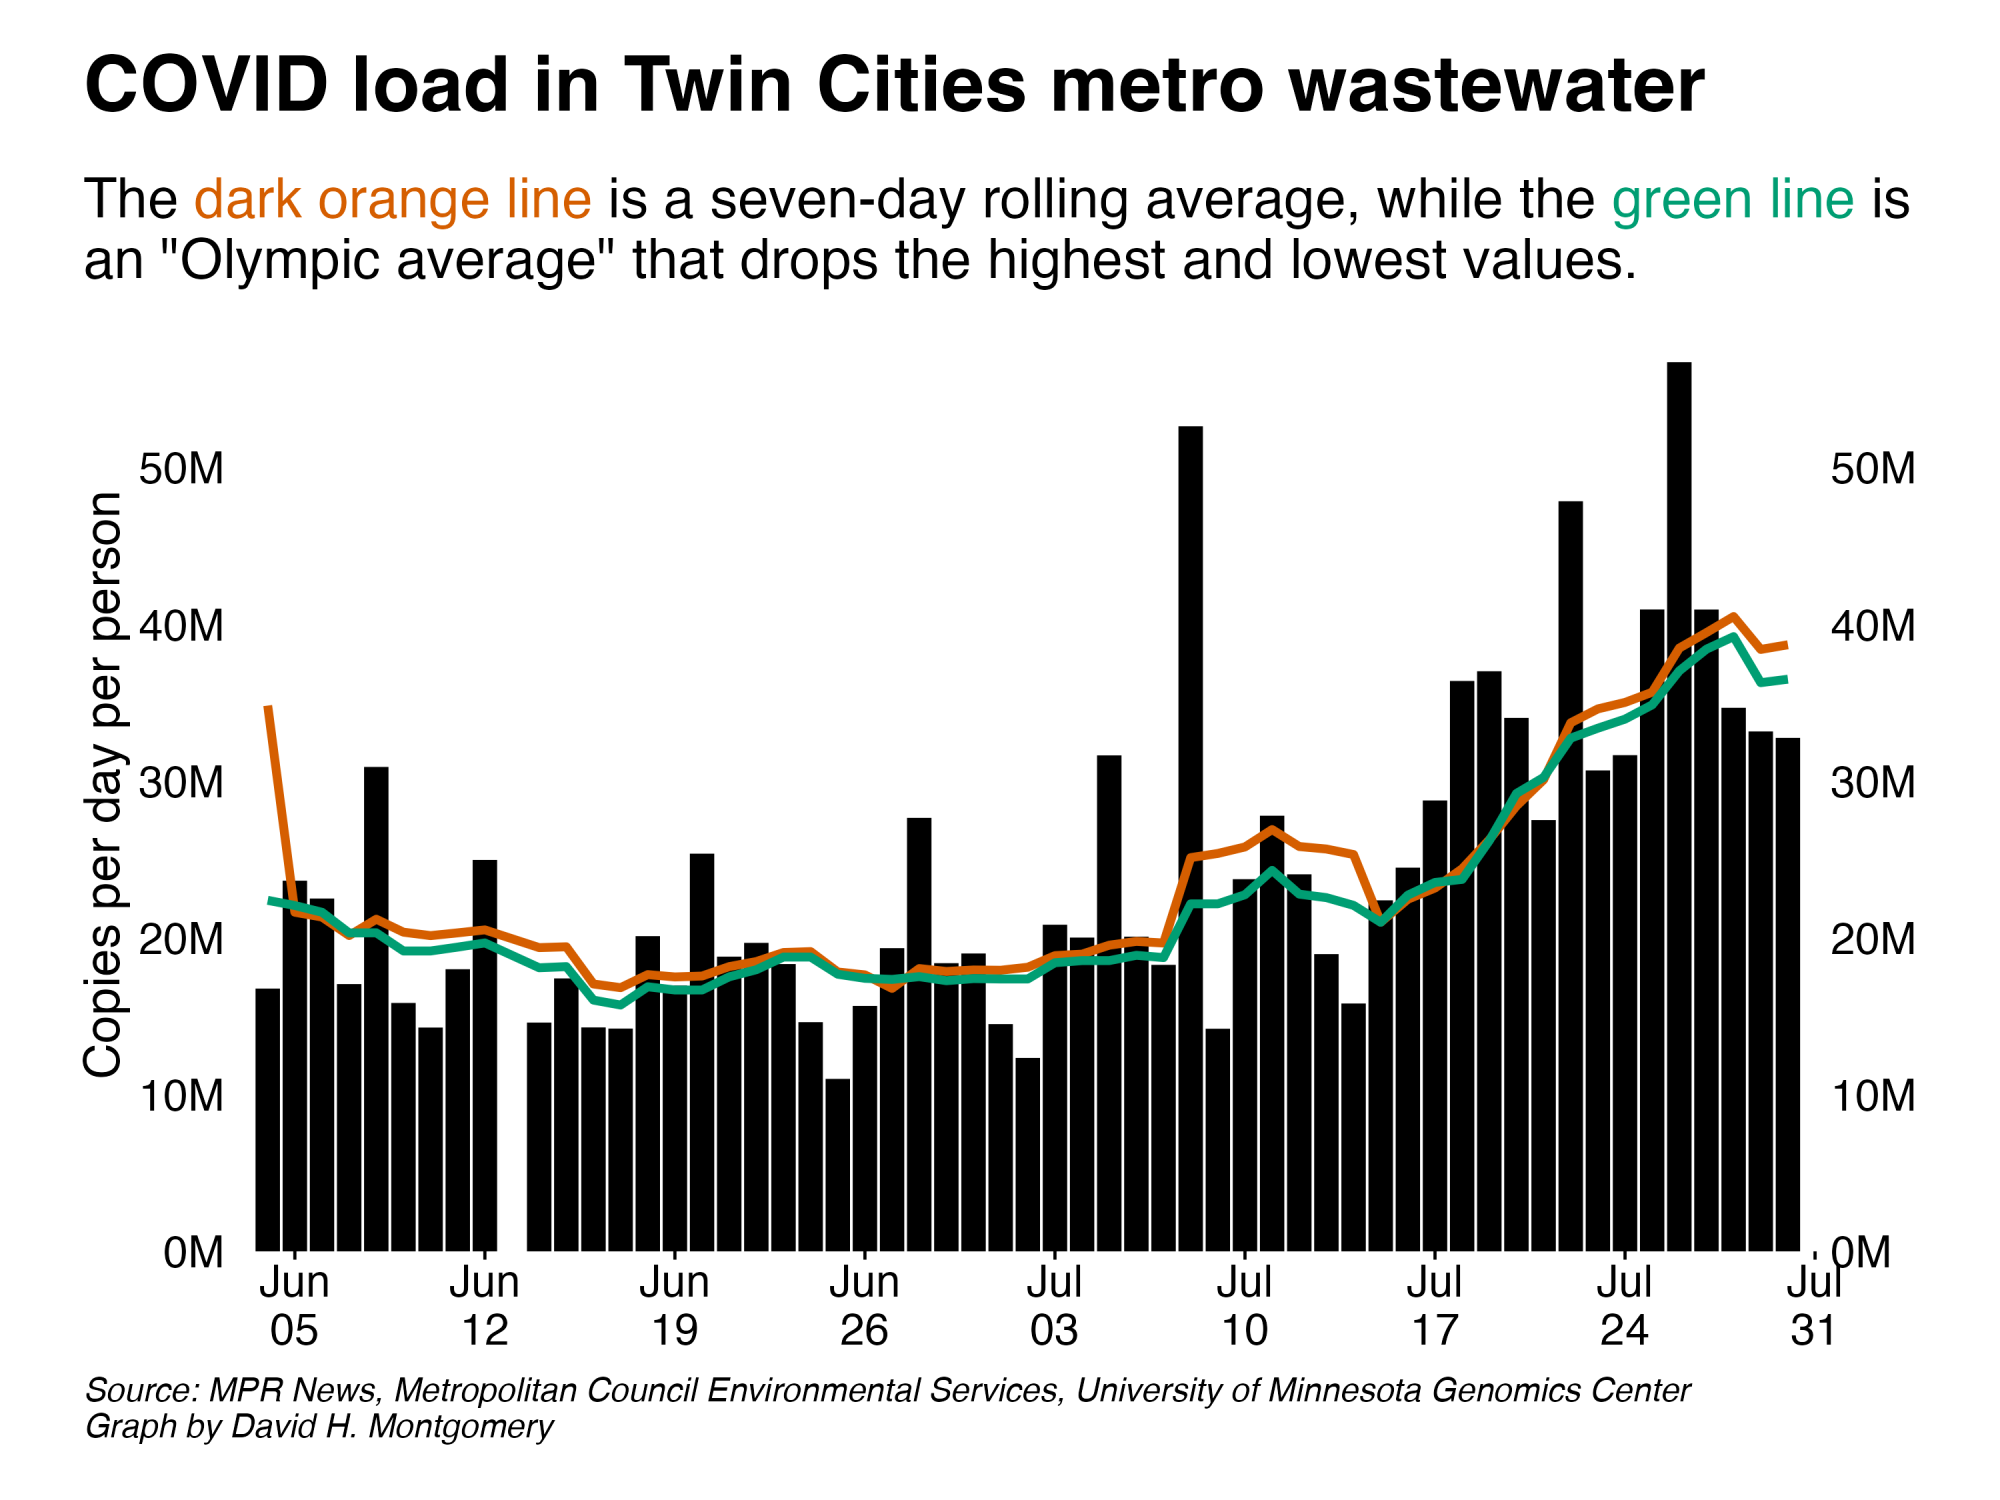 COVID load in Twin Cities metro wastewater
The dark orange line is a seven-day rolling average, while the green line is
an "Olympic average" that drops the highest and lowest values.
Copies per day per person
50M
40M
30M
20M
10M
0M
50M
40M
30M
20M
10M
0M
Jun Jun Jun Jun Jul Jul Jul Jul Jul
05 12 19 26 03 10 17 24 31
Source: MPR News, Metropolitan Council Environmental Services, University of Minnesota Genomics Center
Graph by David H. Montgomery